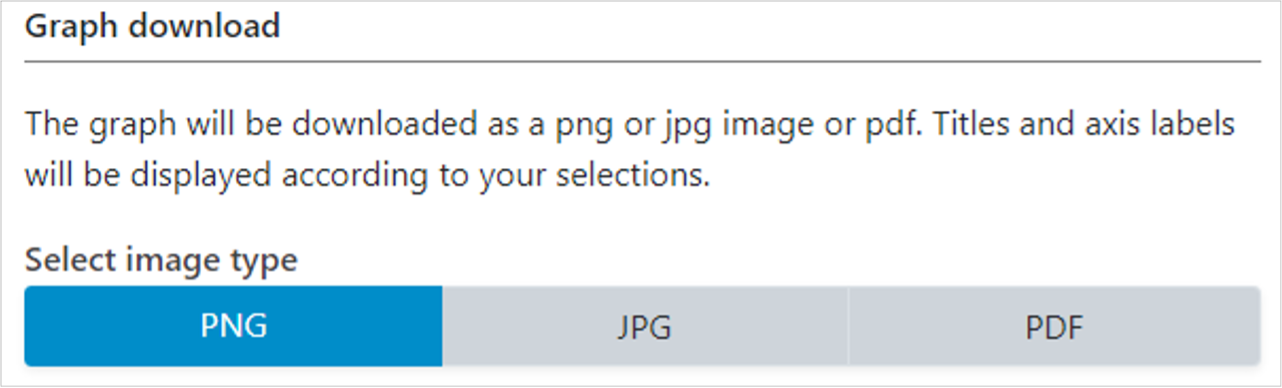 Graph download
The graph will be downloaded as a png or jpg image or pdf. Titles and axis labels
will be displayed according to your selections.
Select image type
PNG JPG PDF